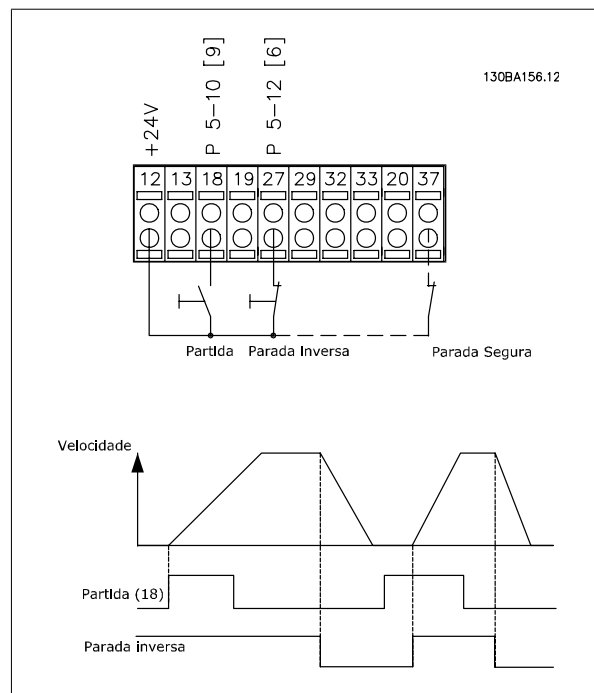 130BA156.12
+24V
P 5-10 [9]
P 5-12 [6]
12 13 18 19 27 29 32 33 20 37
Partida Parada Inversa Parada Segura
Velocidade
Partida (18)
Parada inversa